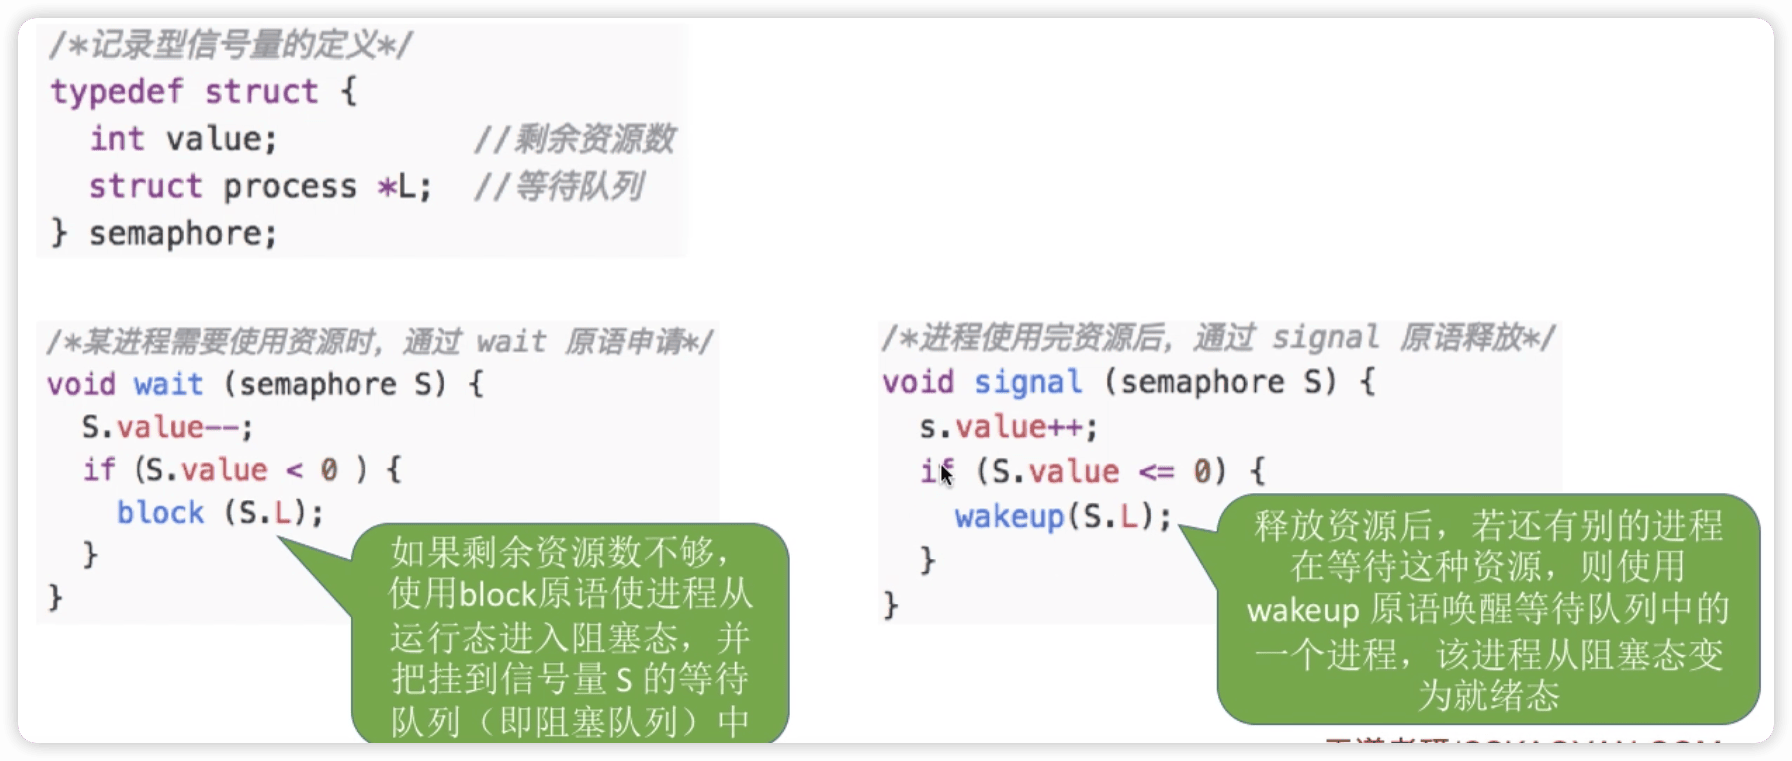 /*记录型信号量的定义*/
typedef struct {
int value; //剩余资源数
struct process *L; //等待队列
} semaphore;
/*某进程需要使用资源时，通过 wait 原语申请*/
void wait (semaphore S) {
S.value--;
if (S.value < 0 ) {
block (S.L);
}
}
如果剩余资源数不够，
使用block原语使进程从
运行态进入阻塞态，并
把挂到信号量 S 的等待
队列（即阻塞队列）中
/*进程使用完资源后，通过 signal 原语释放*/
void signal (semaphore S) {
s.value++;
if (S.value <= 0) {
wakeup(S.L);
}
}
释放资源后，若还有别的进程
在等待这种资源，则使用
wakeup 原语唤醒等待队列中的
一个进程，该进程从阻塞态变
为就绪态